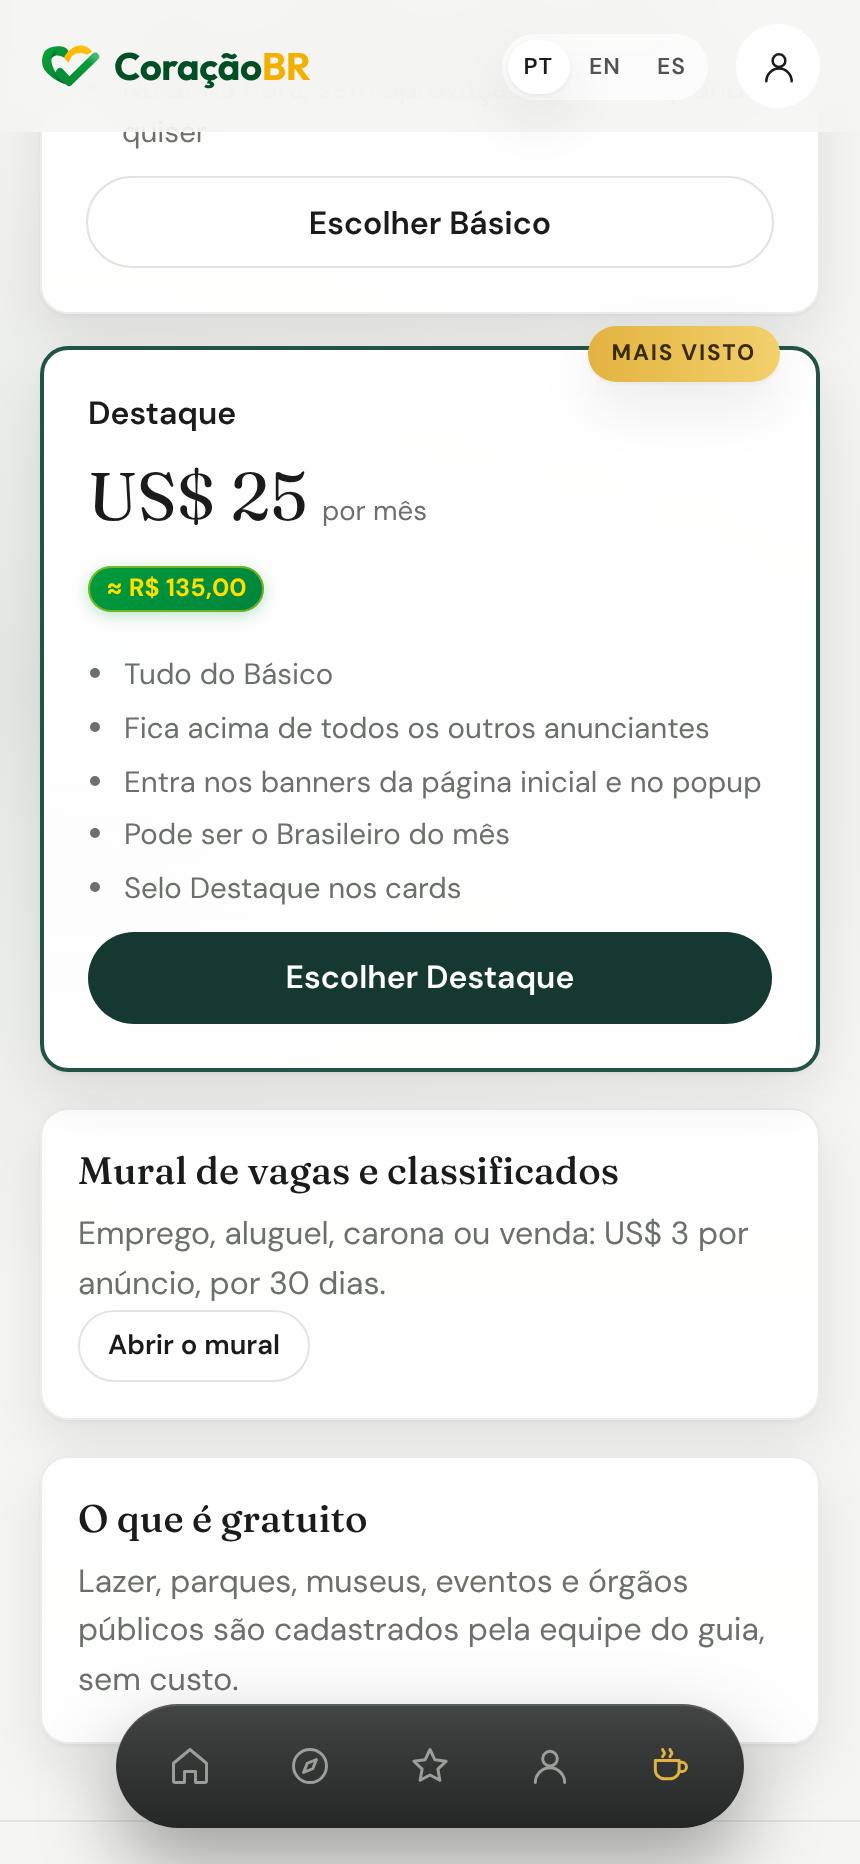 CoraçãoBR
PT EN ES
quiser
Escolher Básico
MAIS VISTO
Destaque
US$ 25 por mês
≈ R$ 135,00
• Tudo do Básico
• Fica acima de todos os outros anunciantes
• Entra nos banners da página inicial e no popup
• Pode ser o Brasileiro do mês
• Selo Destaque nos cards
Escolher Destaque
Mural de vagas e classificados
Emprego, aluguel, carona ou venda: US$ 3 por
anúncio, por 30 dias.
Abrir o mural
O que é gratuito
Lazer, parques, museus, eventos e órgãos
públicos são cadastrados pela equipe do guia,
sem custo.